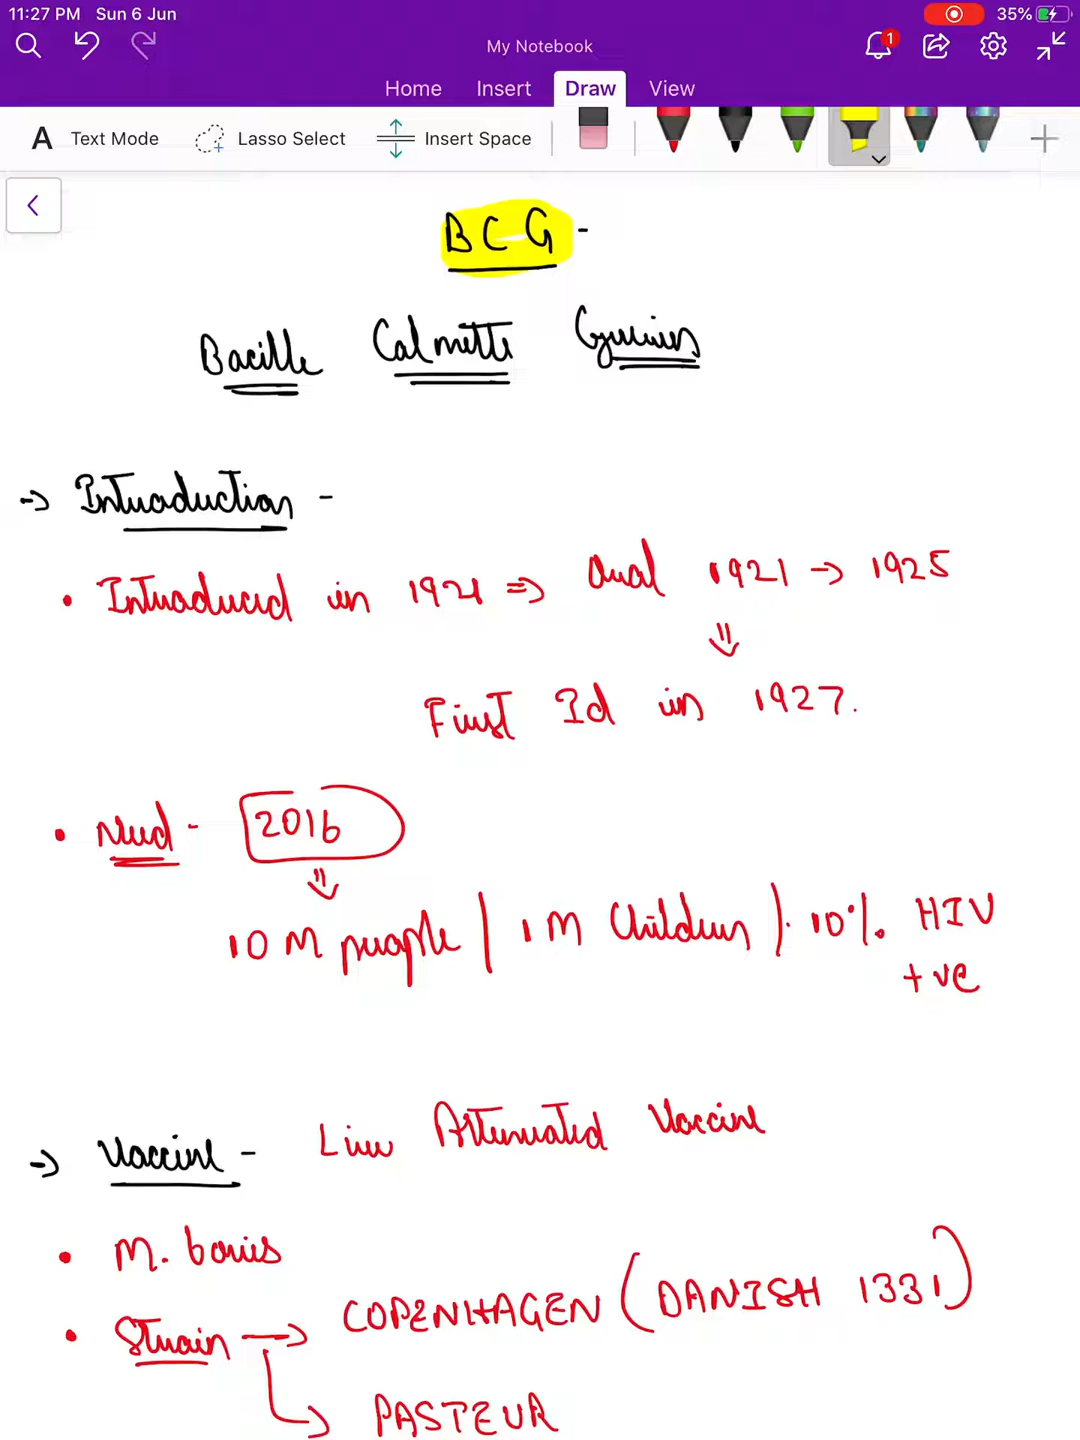 11:27 PM Sun 6 Jun 35%
My Notebook 1
Home Insert Draw View
A Text Mode Lasso Select Insert Space
BCG -
Bacille Calmette Guerins
→ Introduction -
• Introduced in 1921 ⇒ Oral 1921 → 1925
⇓
First Id in 1927.
• Need - 2016
⇓
10 M people / 1 M Children / 10% HIV
+ve
→ Vaccine - Live Attenuated Vaccine
• M. bovis
• Strain → COPENHAGEN (DANISH 1331)
→ PASTEUR